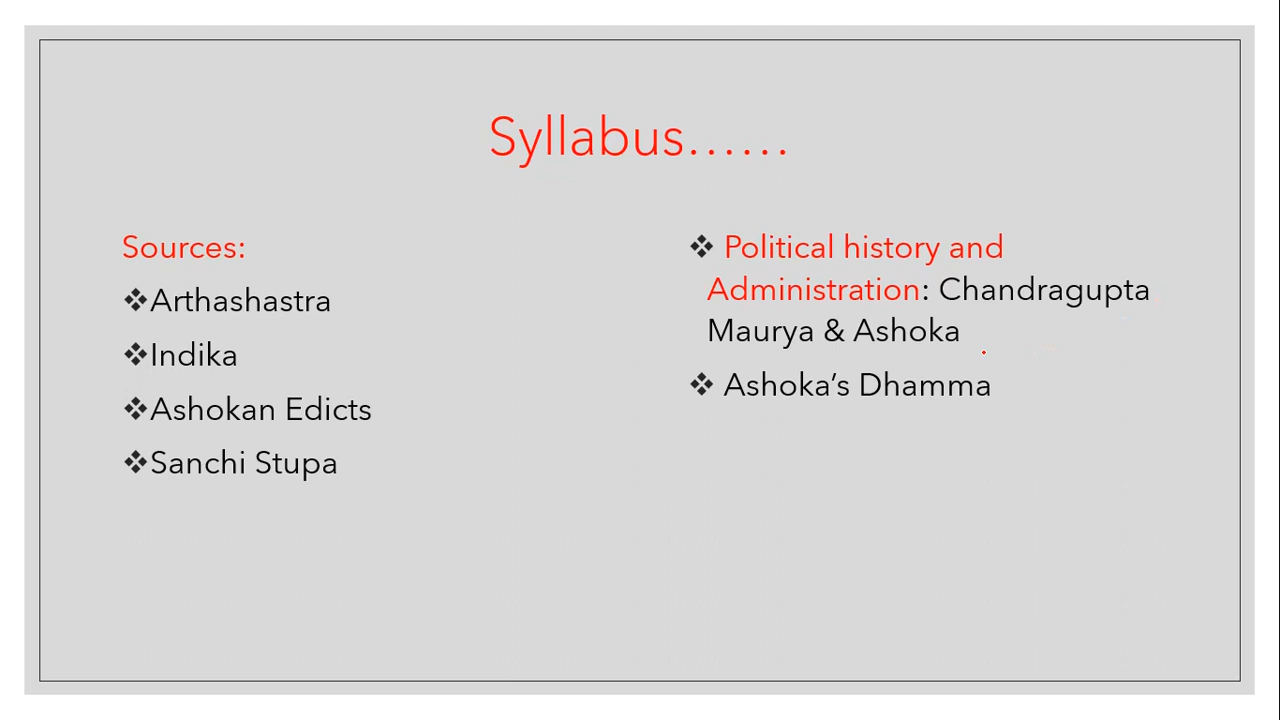 Syllabus......
Sources:
❖Arthashastra
❖Indika
❖Ashokan Edicts
❖Sanchi Stupa
❖ Political history and
Administration: Chandragupta
Maurya & Ashoka
❖ Ashoka’s Dhamma